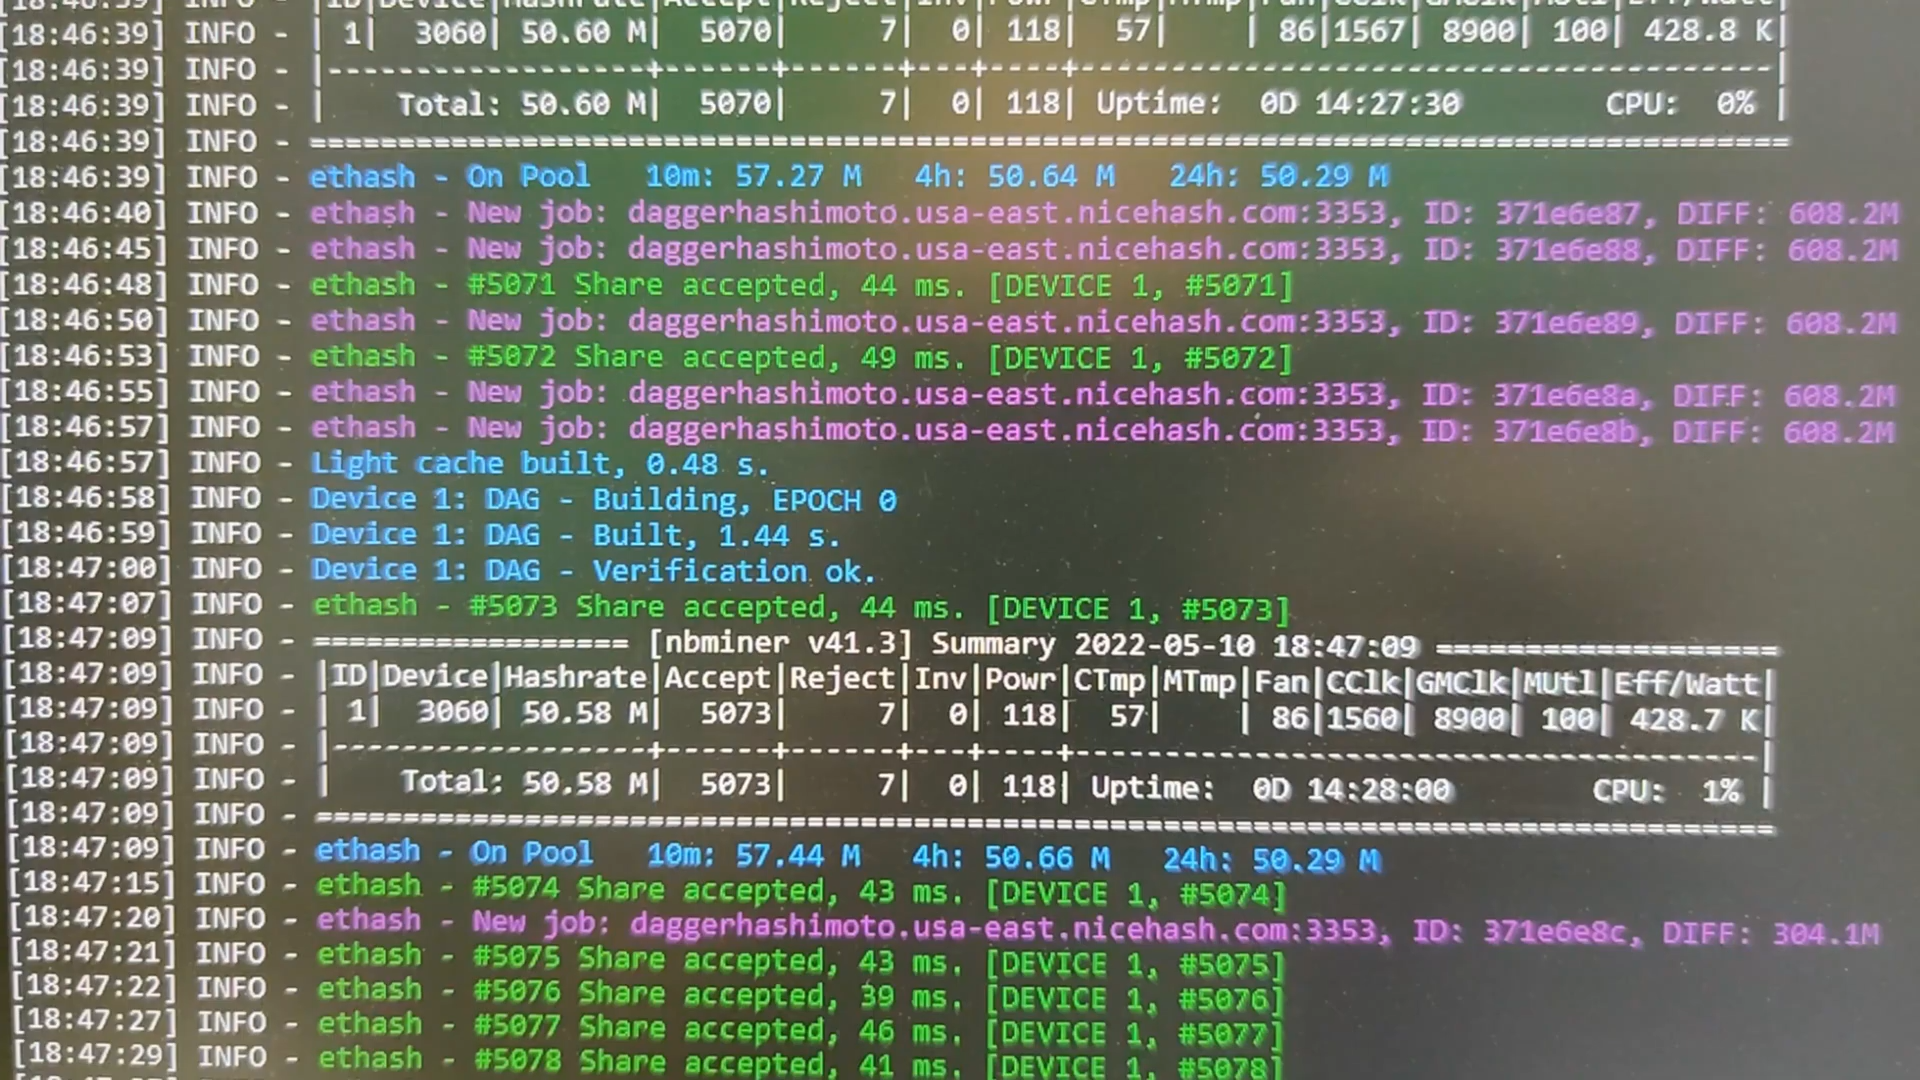 [18:46:39] INFO - |ID|Device|Hashrate|Accept|Reject|Inv|Powr|CTmp|MTmp|Fan|CClk|GMClk|MUtl|Eff/Watt|
[18:46:39] INFO - | 1| 3060| 50.60 M| 5070| 7| 0| 118| 57| | 86|1567| 8900| 100| 428.8 K|
[18:46:39] INFO - |------------------+------+------+---+----+---------------------------------------|
[18:46:39] INFO - | Total: 50.60 M| 5070| 7| 0| 118| Uptime: 0D 14:27:30 CPU: 0% |
[18:46:39] INFO - ==================================================================================
[18:46:39] INFO - ethash - On Pool 10m: 57.27 M 4h: 50.64 M 24h: 50.29 M
[18:46:40] INFO - ethash - New job: daggerhashimoto.usa-east.nicehash.com:3353, ID: 371e6e87, DIFF: 608.2M
[18:46:45] INFO - ethash - New job: daggerhashimoto.usa-east.nicehash.com:3353, ID: 371e6e88, DIFF: 608.2M
[18:46:48] INFO - ethash - #5071 Share accepted, 44 ms. [DEVICE 1, #5071]
[18:46:50] INFO - ethash - New job: daggerhashimoto.usa-east.nicehash.com:3353, ID: 371e6e89, DIFF: 608.2M
[18:46:53] INFO - ethash - #5072 Share accepted, 49 ms. [DEVICE 1, #5072]
[18:46:55] INFO - ethash - New job: daggerhashimoto.usa-east.nicehash.com:3353, ID: 371e6e8a, DIFF: 608.2M
[18:46:57] INFO - ethash - New job: daggerhashimoto.usa-east.nicehash.com:3353, ID: 371e6e8b, DIFF: 608.2M
[18:46:57] INFO - Light cache built, 0.48 s.
[18:46:58] INFO - Device 1: DAG - Building, EPOCH 0
[18:46:59] INFO - Device 1: DAG - Built, 1.44 s.
[18:47:00] INFO - Device 1: DAG - Verification ok.
[18:47:07] INFO - ethash - #5073 Share accepted, 44 ms. [DEVICE 1, #5073]
[18:47:09] INFO - ================== [nbminer v41.3] Summary 2022-05-10 18:47:09 ===================
[18:47:09] INFO - |ID|Device|Hashrate|Accept|Reject|Inv|Powr|CTmp|MTmp|Fan|CClk|GMClk|MUtl|Eff/Watt|
[18:47:09] INFO - | 1| 3060| 50.58 M| 5073| 7| 0| 118| 57| | 86|1560| 8900| 100| 428.7 K|
[18:47:09] INFO - |------------------+------+------+---+----+---------------------------------------|
[18:47:09] INFO - | Total: 50.58 M| 5073| 7| 0| 118| Uptime: 0D 14:28:00 CPU: 1% |
[18:47:09] INFO - ==================================================================================
[18:47:09] INFO - ethash - On Pool 10m: 57.44 M 4h: 50.66 M 24h: 50.29 M
[18:47:15] INFO - ethash - #5074 Share accepted, 43 ms. [DEVICE 1, #5074]
[18:47:20] INFO - ethash - New job: daggerhashimoto.usa-east.nicehash.com:3353, ID: 371e6e8c, DIFF: 304.1M
[18:47:21] INFO - ethash - #5075 Share accepted, 43 ms. [DEVICE 1, #5075]
[18:47:22] INFO - ethash - #5076 Share accepted, 39 ms. [DEVICE 1, #5076]
[18:47:27] INFO - ethash - #5077 Share accepted, 46 ms. [DEVICE 1, #5077]
[18:47:29] INFO - ethash - #5078 Share accepted, 41 ms. [DEVICE 1, #5078]